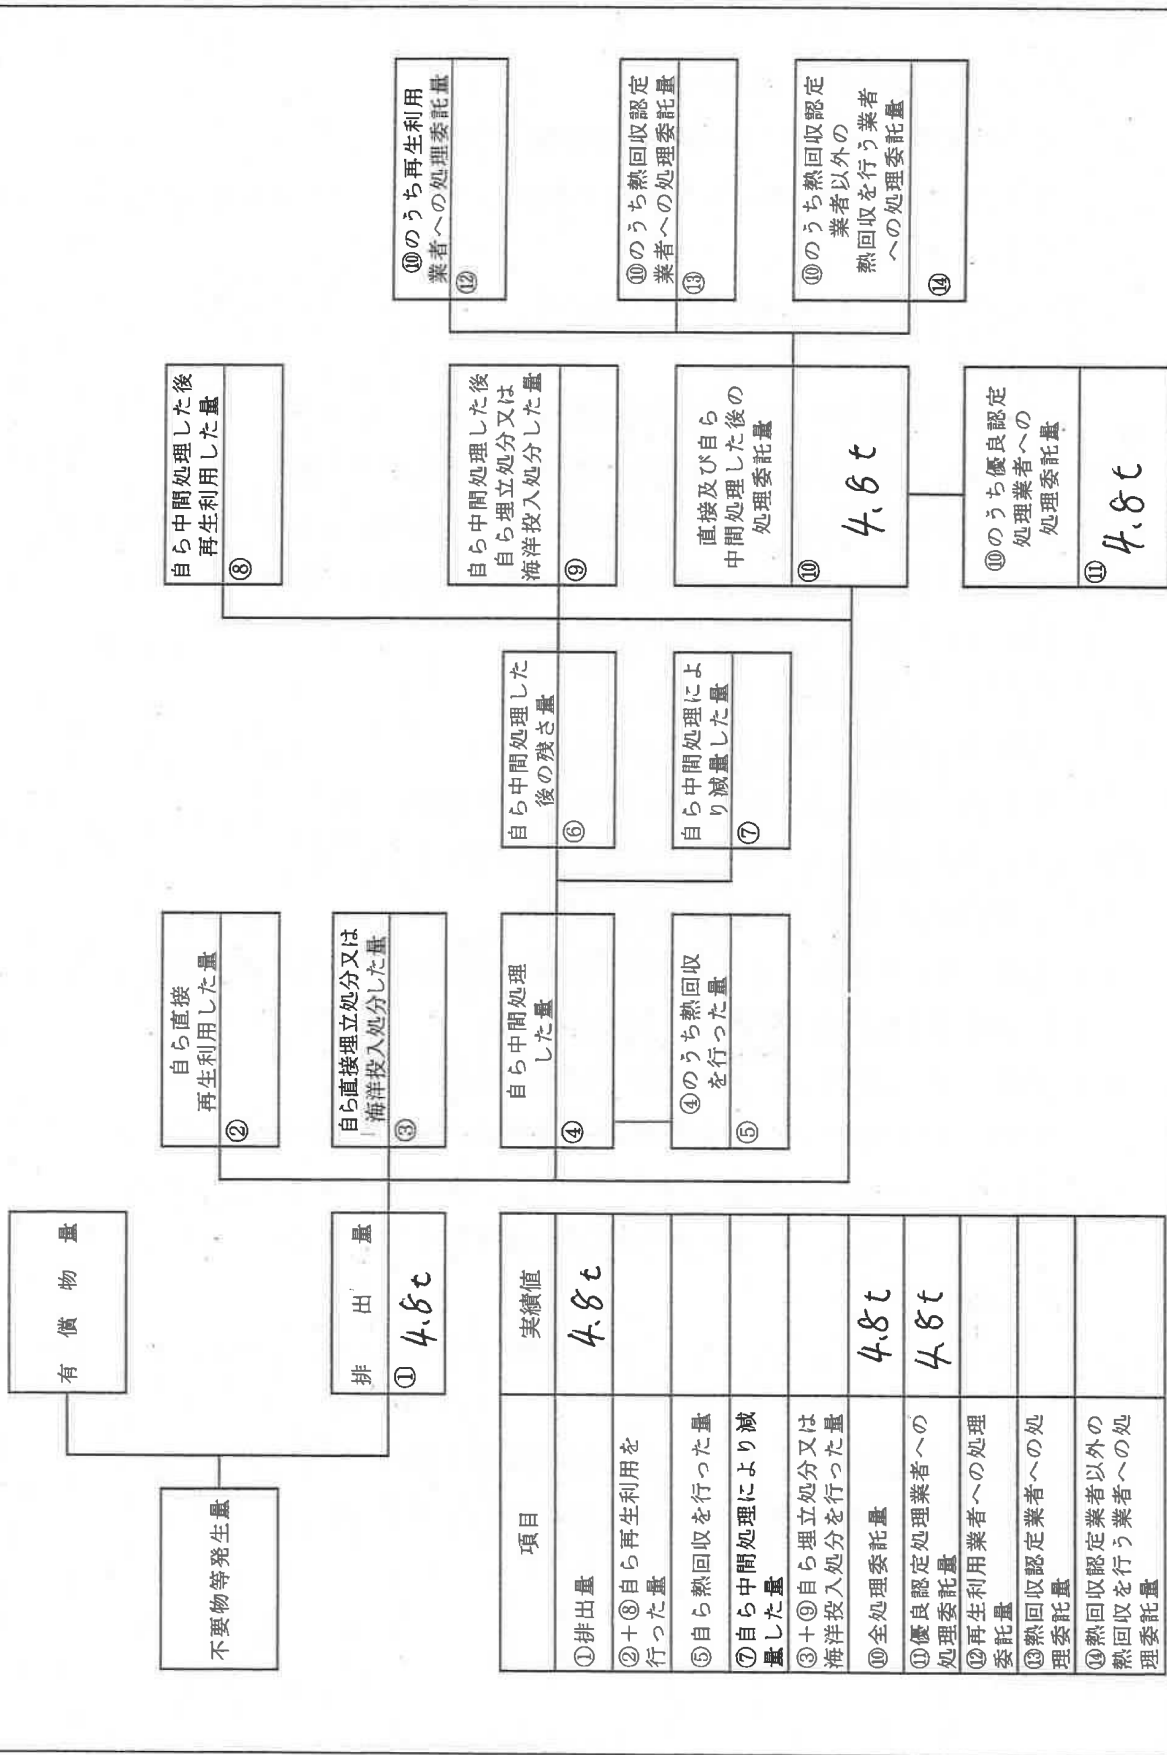 有償物量
不要物等発生量
排出量
① 4.8t
自ら直接
再生利用した量
②
自ら直接埋立処分又は
海洋投入処分した量
③
自ら中間処理
した量
④
④のうち熱回収
を行った量
⑤
自ら中間処理した
後の残さ量
⑥
自ら中間処理によ
り減量した量
⑦
自ら中間処理した後
再生利用した量
⑧
自ら中間処理した後
自ら埋立処分又は
海洋投入処分した量
⑨
直接及び自ら
中間処理した後の
処理委託量
⑩ 4.8t
⑩のうち優良認定
処理業者への
処理委託量
⑪ 4.8t
⑩のうち再生利用
業者への処理委託量
⑫
⑩のうち熱回収認定
業者への処理委託量
⑬
⑩のうち熱回収認定
業者以外の
熱回収を行う業者
への処理委託量
⑭
項目 実績値
①排出量 4.8t
②+⑧自ら再生利用を
行った量
⑤自ら熱回収を行った量
⑦自ら中間処理により減
量した量
③+⑨自ら埋立処分又は
海洋投入処分を行った量
⑩全処理委託量 4.8t
⑪優良認定処理業者への
処理委託量 4.8t
⑫再生利用業者への処理
委託量
⑬熱回収認定業者への処
理委託量
⑭熱回収認定業者以外の
熱回収を行う業者への処
理委託量